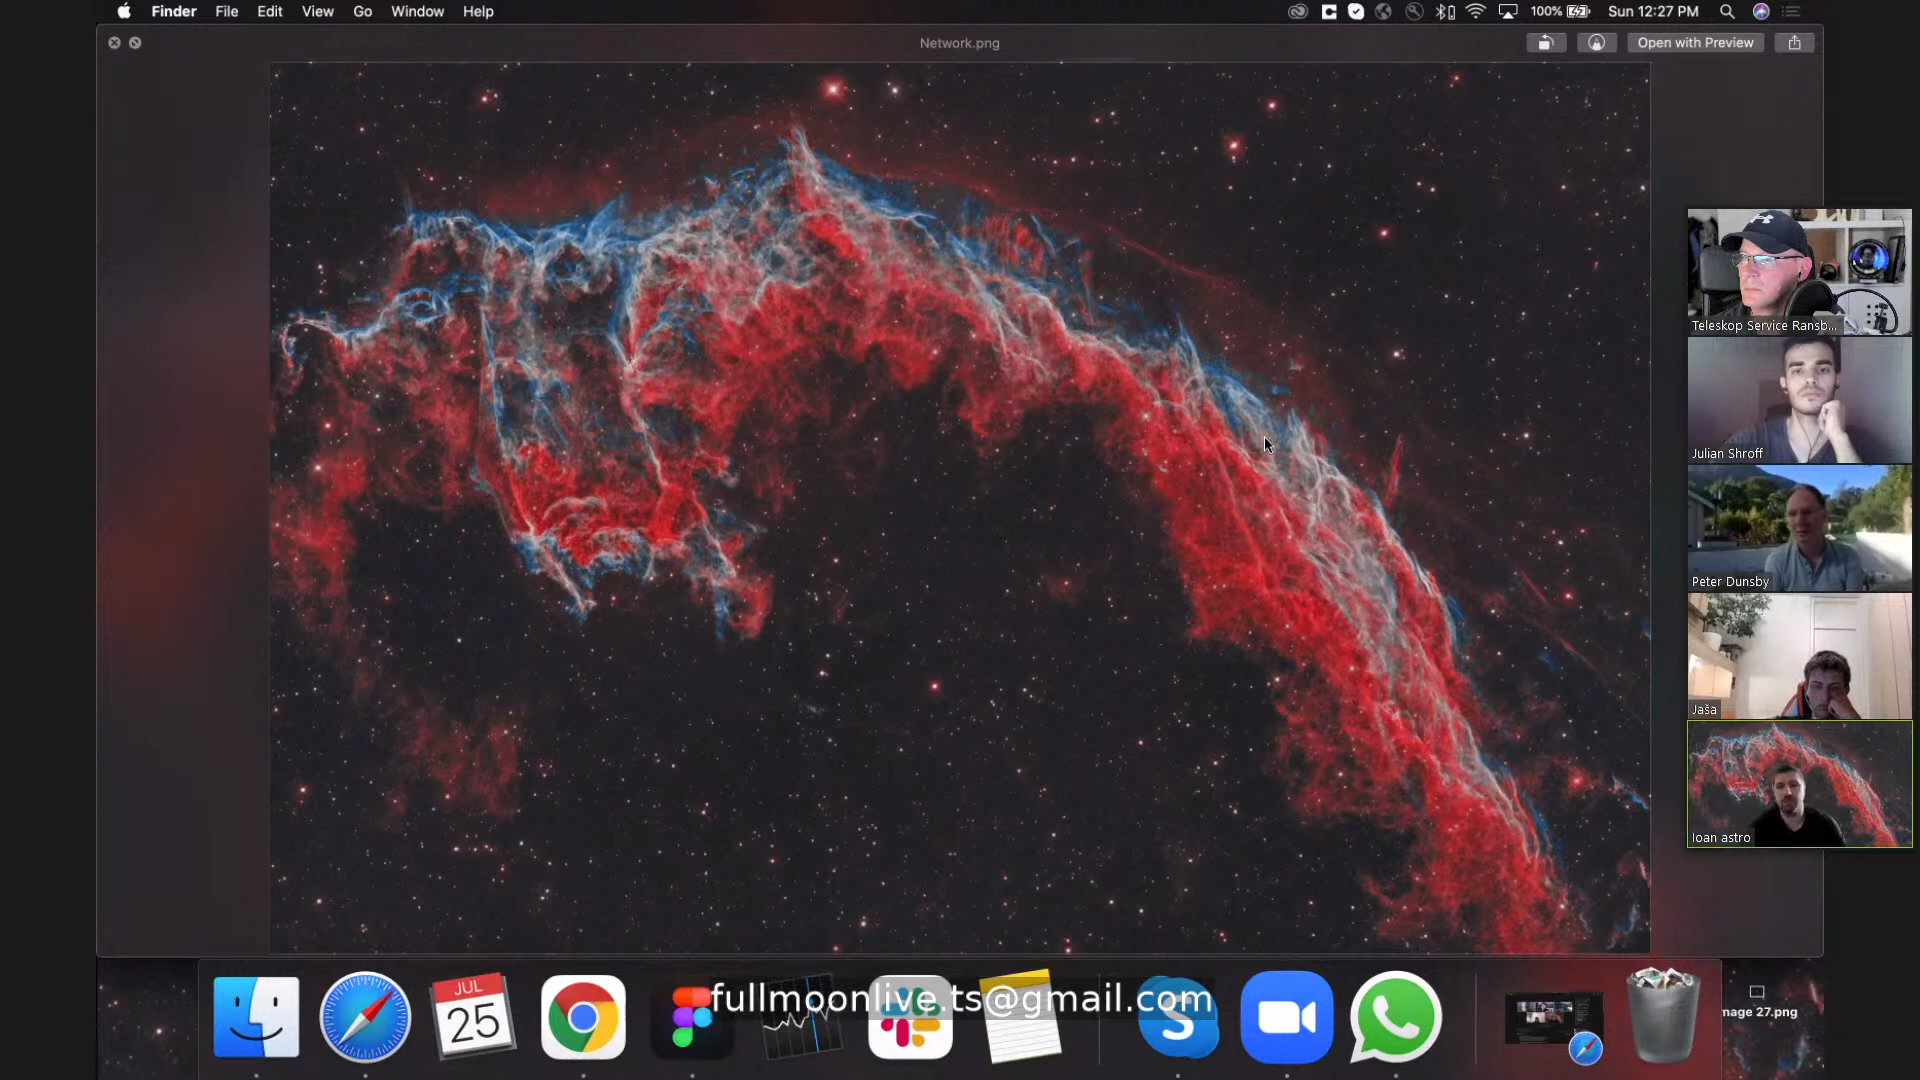 Finder File Edit View Go Window Help
100% Sun 12:27 PM
Network.png
Open with Preview
Teleskop Service Ransb...
Julian Shroff
Peter Dunsby
Jaša
Ioan astro
JUL
25
fullmoonlive.ts@gmail.com
mage 27.png